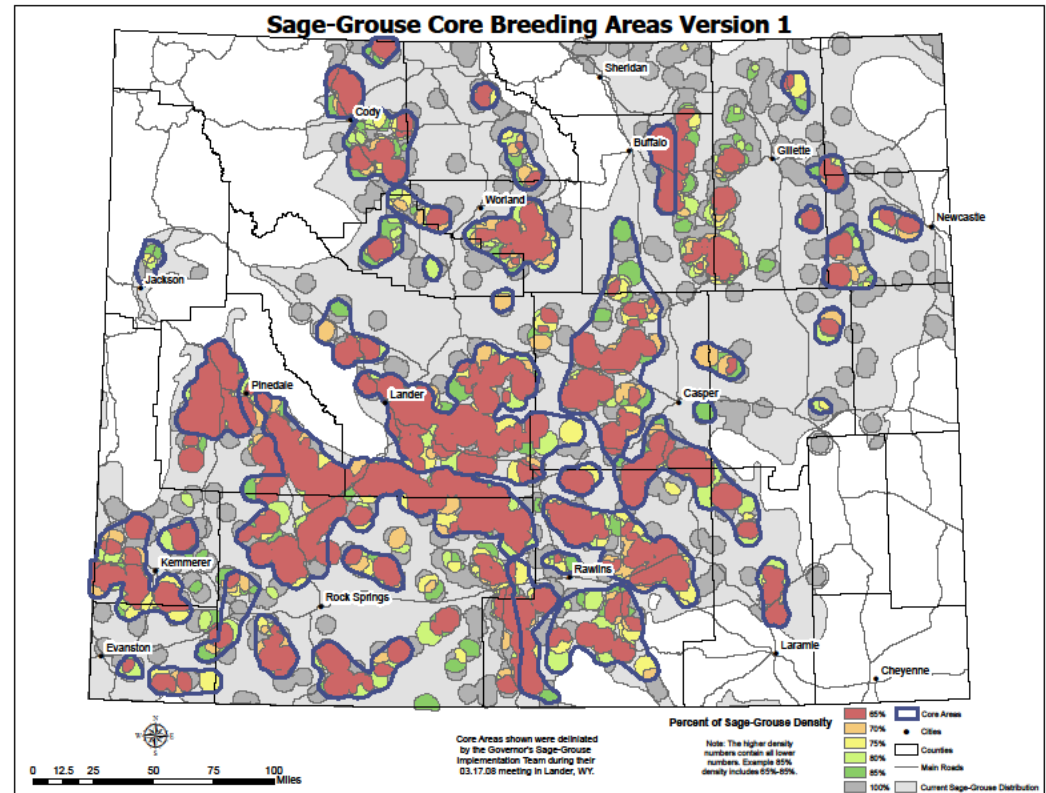 Sage-Grouse Core Breeding Areas Version 1
Sheridan
Cody
Buffalo
Gillette
Worland
Newcastle
Jackson
Pinedale
Lander
Casper
Kemmerer
Rawlins
Rock Springs
Evanston
Laramie
Cheyenne
N
W
E
S
0 12.5 25 50 75 100
Miles
Core Areas shown were delineated
by the Governor's Sage-Grouse
Implementation Team during their
03.17.08 meeting in Lander, WY.
Percent of Sage-Grouse Density
Note: The higher density
numbers contain all lower
numbers. Example 85%
density includes 65%-85%.
65%
70%
75%
80%
85%
100%
Core Areas
Cities
Counties
Main Roads
Current Sage-Grouse Distribution